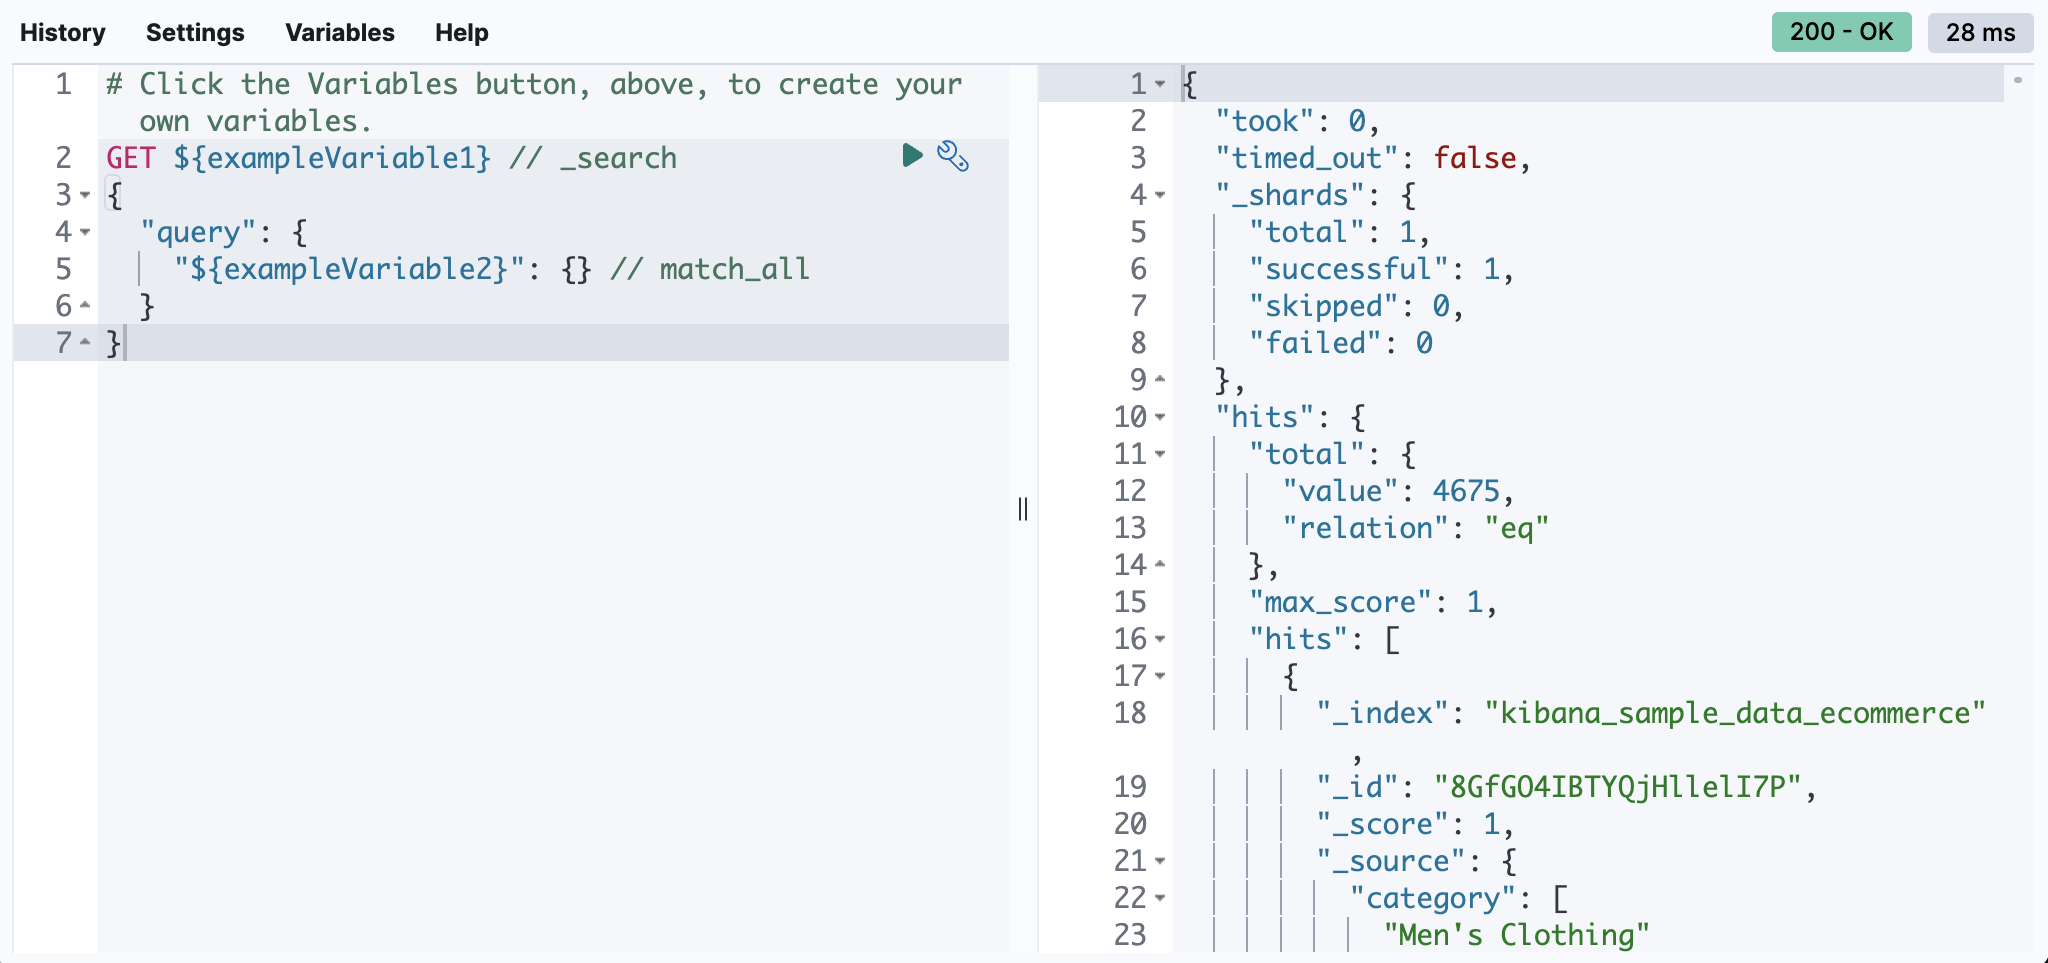 History Settings Variables Help
200 - OK 28 ms
1 # Click the Variables button, above, to create your
own variables.
2 GET ${exampleVariable1} // _search
3 {
4 "query": {
5 "${exampleVariable2}": {} // match_all
6 }
7 }
1 {
2 "took": 0,
3 "timed_out": false,
4 "_shards": {
5 "total": 1,
6 "successful": 1,
7 "skipped": 0,
8 "failed": 0
9 },
10 "hits": {
11 "total": {
12 "value": 4675,
13 "relation": "eq"
14 },
15 "max_score": 1,
16 "hits": [
17 {
18 "_index": "kibana_sample_data_ecommerce"
,
19 "_id": "8GfGO4IBTYQjHllelI7P",
20 "_score": 1,
21 "_source": {
22 "category": [
23 "Men's Clothing"